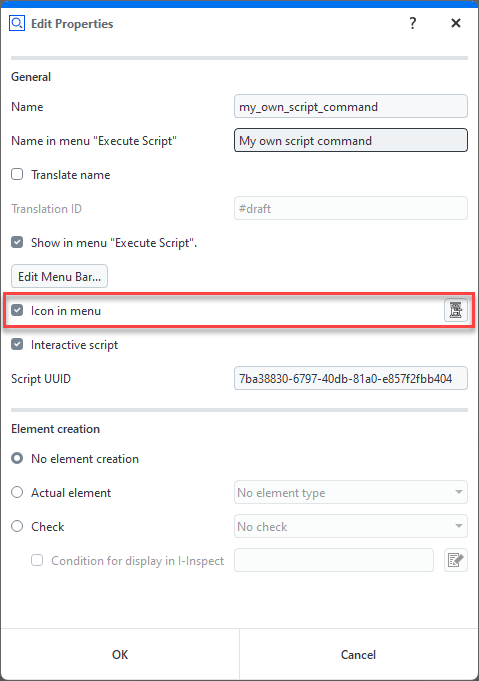 Edit Properties
?
General
Name
my_own_script_command
Name in menu "Execute Script"
My own script command
Translate name
Translation ID
#draft
Show in menu "Execute Script".
Edit Menu Bar...
Icon in menu
Interactive script
Script UUID
7ba38830-6797-40db-81a0-e857f2fbb404
Element creation
No element creation
Actual element
No element type
Check
No check
Condition for display in I-Inspect
OK
Cancel